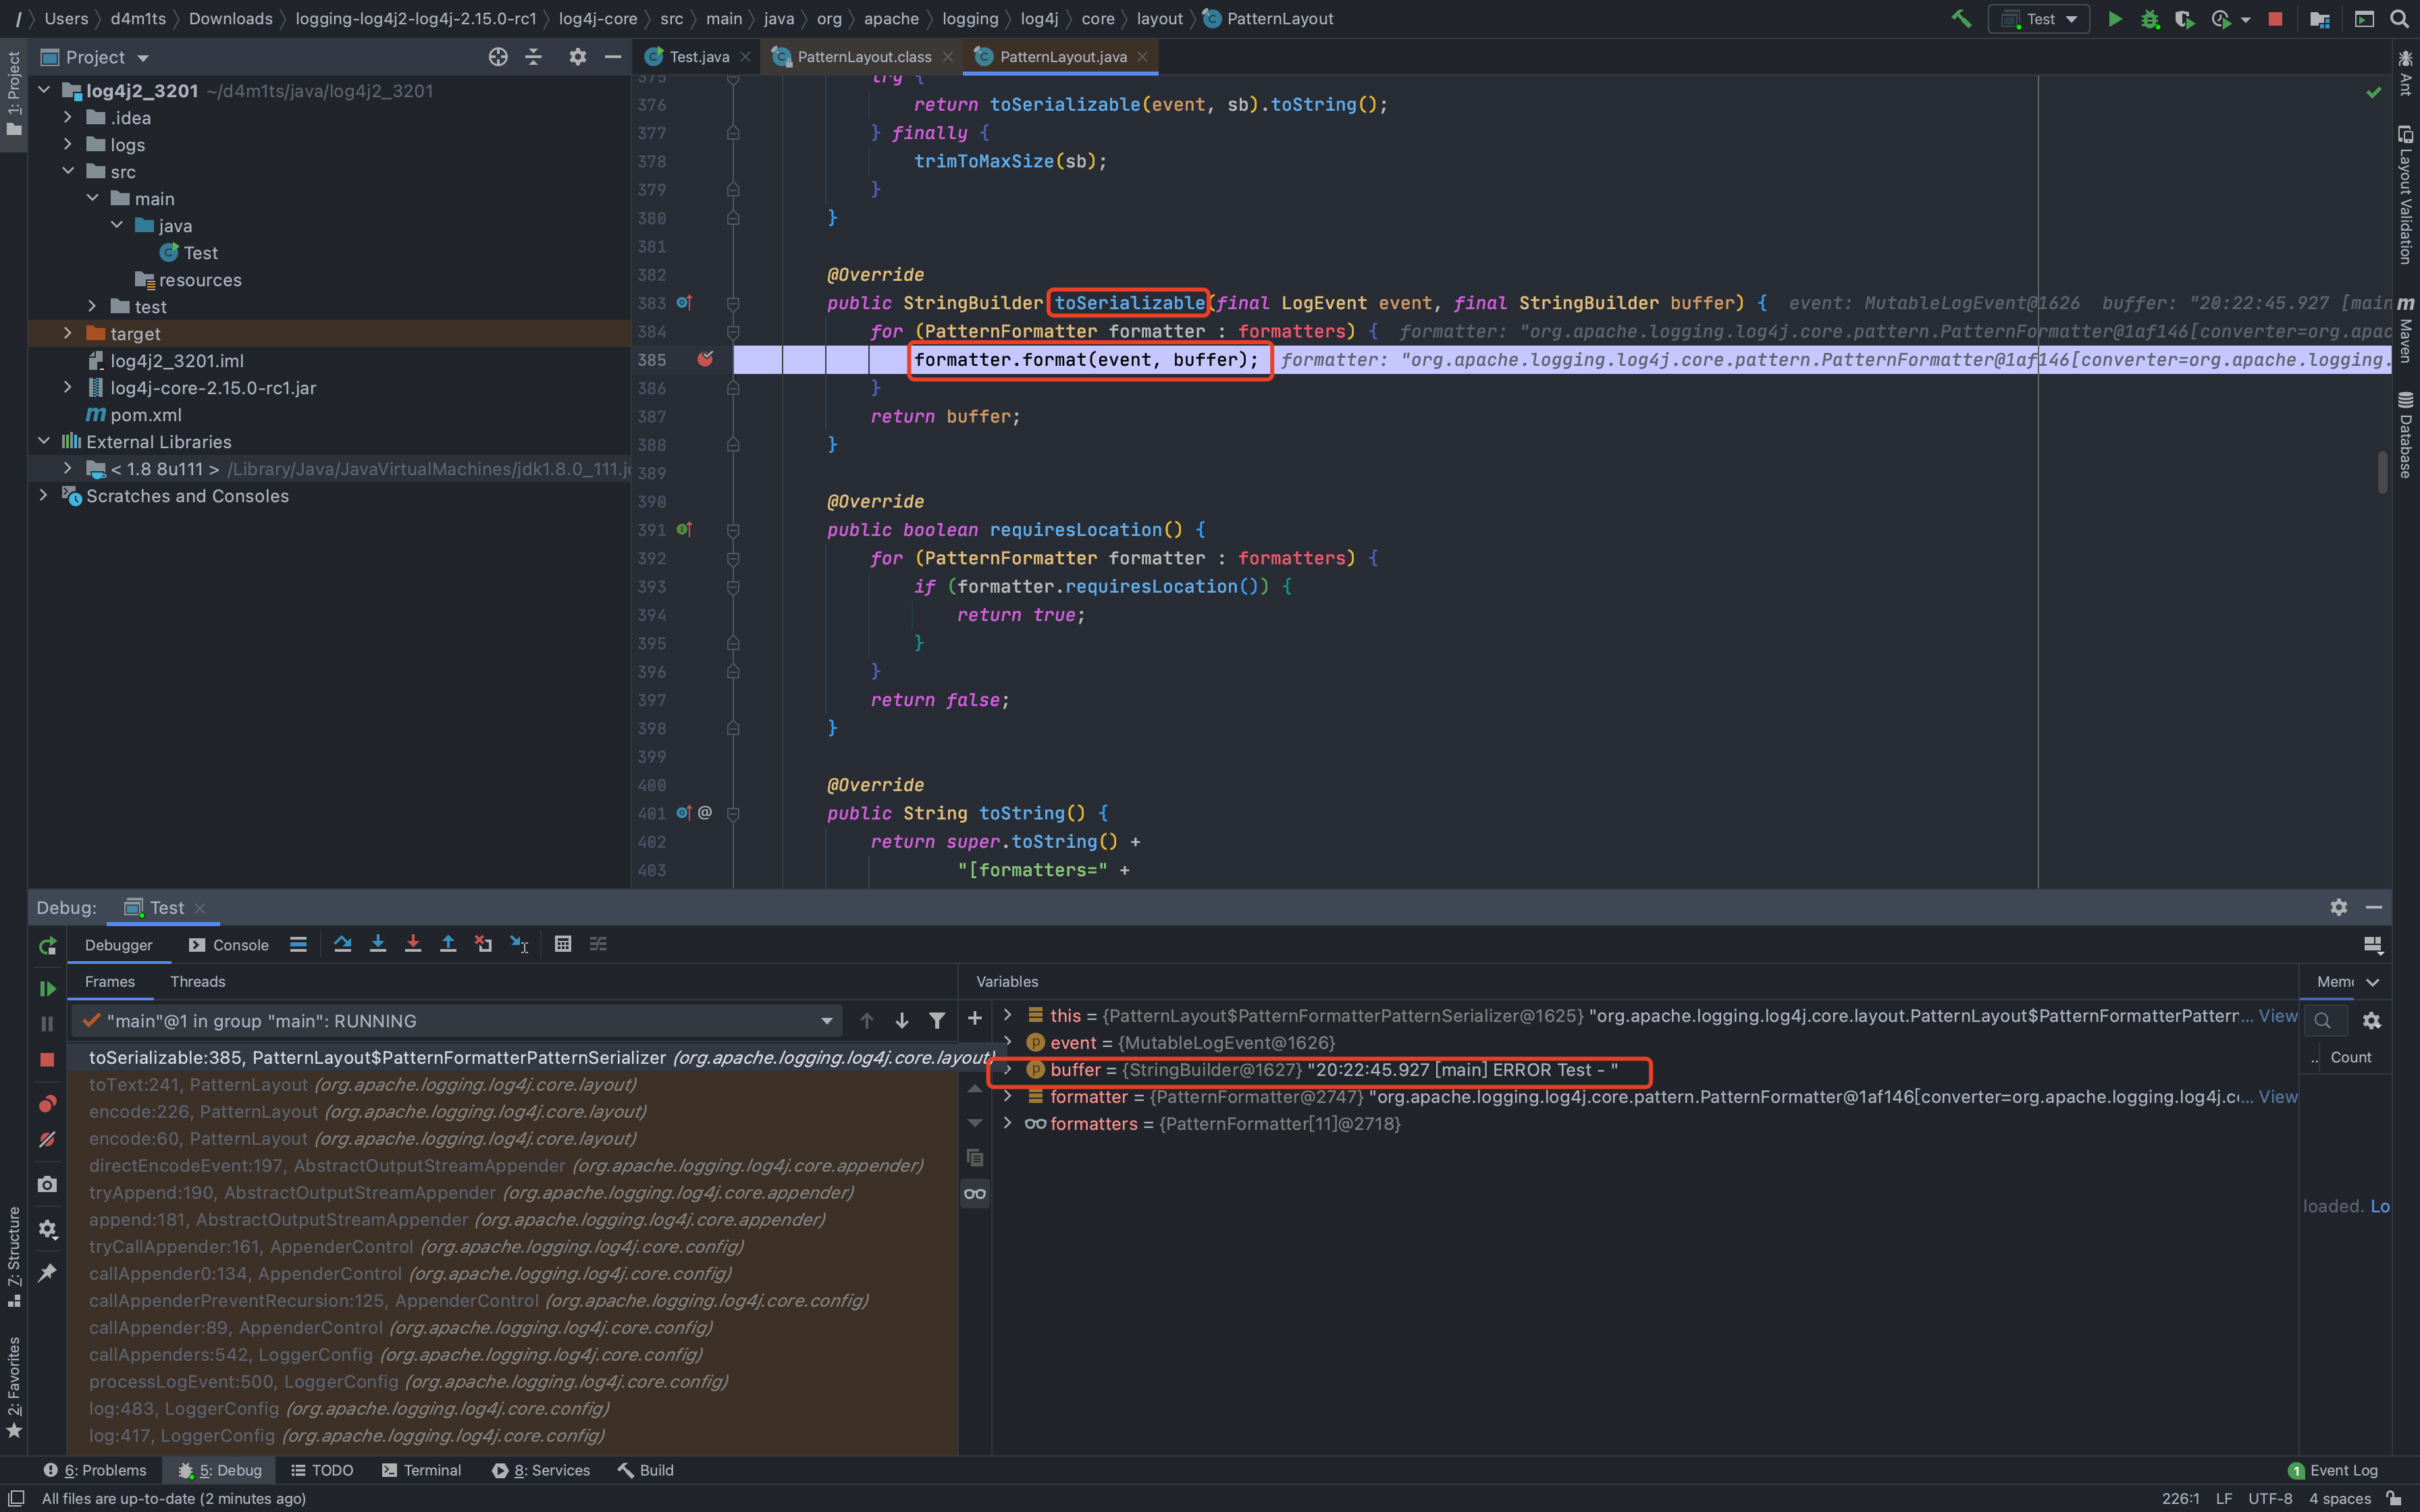 / Users d4m1ts Downloads logging-log4j2-log4j-2.15.0-rc1 log4j-core src main java org apache logging log4j core layout PatternLayout
Test
Project
Test.java PatternLayout.class PatternLayout.java
log4j2_3201 ~/d4m1ts/java/log4j2_3201
.idea
logs
src
main
java
Test
resources
test
target
log4j2_3201.iml
log4j-core-2.15.0-rc1.jar
pom.xml
External Libraries
< 1.8 8u111 > /Library/Java/JavaVirtualMachines/jdk1.8.0_111.j
Scratches and Consoles
1: Project
7: Structure
2: Favorites
375 try {
376 return toSerializable(event, sb).toString();
377 } finally {
378 trimToMaxSize(sb);
379 }
380 }
381
382 @Override
383 public StringBuilder toSerializable(final LogEvent event, final StringBuilder buffer) { event: MutableLogEvent@1626 buffer: "20:22:45.927 [main
384 for (PatternFormatter formatter : formatters) { formatter: "org.apache.logging.log4j.core.pattern.PatternFormatter@1af146[converter=org.apac
385 formatter.format(event, buffer); formatter: "org.apache.logging.log4j.core.pattern.PatternFormatter@1af146[converter=org.apache.logging.
386 }
387 return buffer;
388 }
389
390 @Override
391 public boolean requiresLocation() {
392 for (PatternFormatter formatter : formatters) {
393 if (formatter.requiresLocation()) {
394 return true;
395 }
396 }
397 return false;
398 }
399
400 @Override
401 @ public String toString() {
402 return super.toString() +
403 "[formatters=" +
Ant
Layout Validation
Maven
Database
Debug: Test
Debugger Console
Frames Threads
"main"@1 in group "main": RUNNING
toSerializable:385, PatternLayout$PatternFormatterPatternSerializer (org.apache.logging.log4j.core.layout)
toText:241, PatternLayout (org.apache.logging.log4j.core.layout)
encode:226, PatternLayout (org.apache.logging.log4j.core.layout)
encode:60, PatternLayout (org.apache.logging.log4j.core.layout)
directEncodeEvent:197, AbstractOutputStreamAppender (org.apache.logging.log4j.core.appender)
tryAppend:190, AbstractOutputStreamAppender (org.apache.logging.log4j.core.appender)
append:181, AbstractOutputStreamAppender (org.apache.logging.log4j.core.appender)
tryCallAppender:161, AppenderControl (org.apache.logging.log4j.core.config)
callAppender0:134, AppenderControl (org.apache.logging.log4j.core.config)
callAppenderPreventRecursion:125, AppenderControl (org.apache.logging.log4j.core.config)
callAppender:89, AppenderControl (org.apache.logging.log4j.core.config)
callAppenders:542, LoggerConfig (org.apache.logging.log4j.core.config)
processLogEvent:500, LoggerConfig (org.apache.logging.log4j.core.config)
log:483, LoggerConfig (org.apache.logging.log4j.core.config)
log:417, LoggerConfig (org.apache.logging.log4j.core.config)
Variables
this = {PatternLayout$PatternFormatterPatternSerializer@1625} "org.apache.logging.log4j.core.layout.PatternLayout$PatternFormatterPattern... View
event = {MutableLogEvent@1626}
buffer = {StringBuilder@1627} "20:22:45.927 [main] ERROR Test - "
formatter = {PatternFormatter@2747} "org.apache.logging.log4j.core.pattern.PatternFormatter@1af146[converter=org.apache.logging.log4j.c... View
formatters = {PatternFormatter[11]@2718}
Mem
.. Count
loaded. Lo
6: Problems 5: Debug TODO Terminal 8: Services Build 1 Event Log
All files are up-to-date (2 minutes ago) 226:1 LF UTF-8 4 spaces